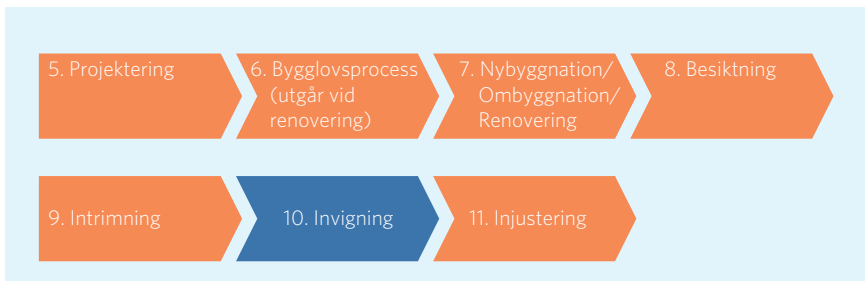 5. Projektering
6. Bygglovsprocess
(utgår vid
renovering)
7. Nybyggnation/
Ombyggnation/
Renovering
8. Besiktning
9. Intrimning
10. Invigning
11. Injustering